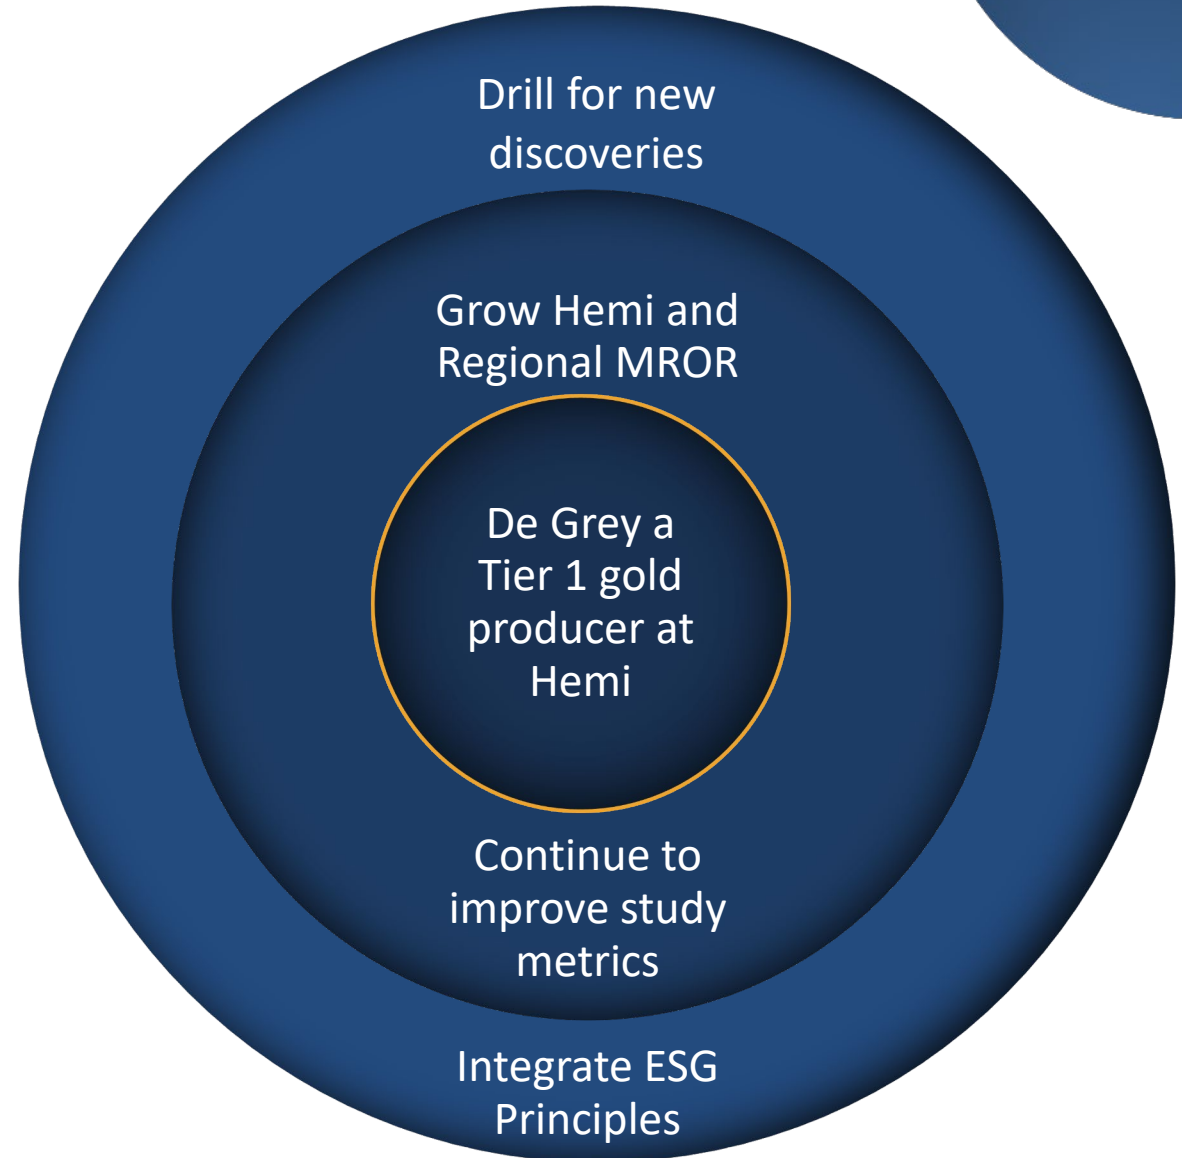 Drill for new
discoveries
Grow Hemi and
Regional MROR
De Grey a
Tier 1 gold
producer at
Hemi
Continue to
improve study
metrics
Integrate ESG
Principles